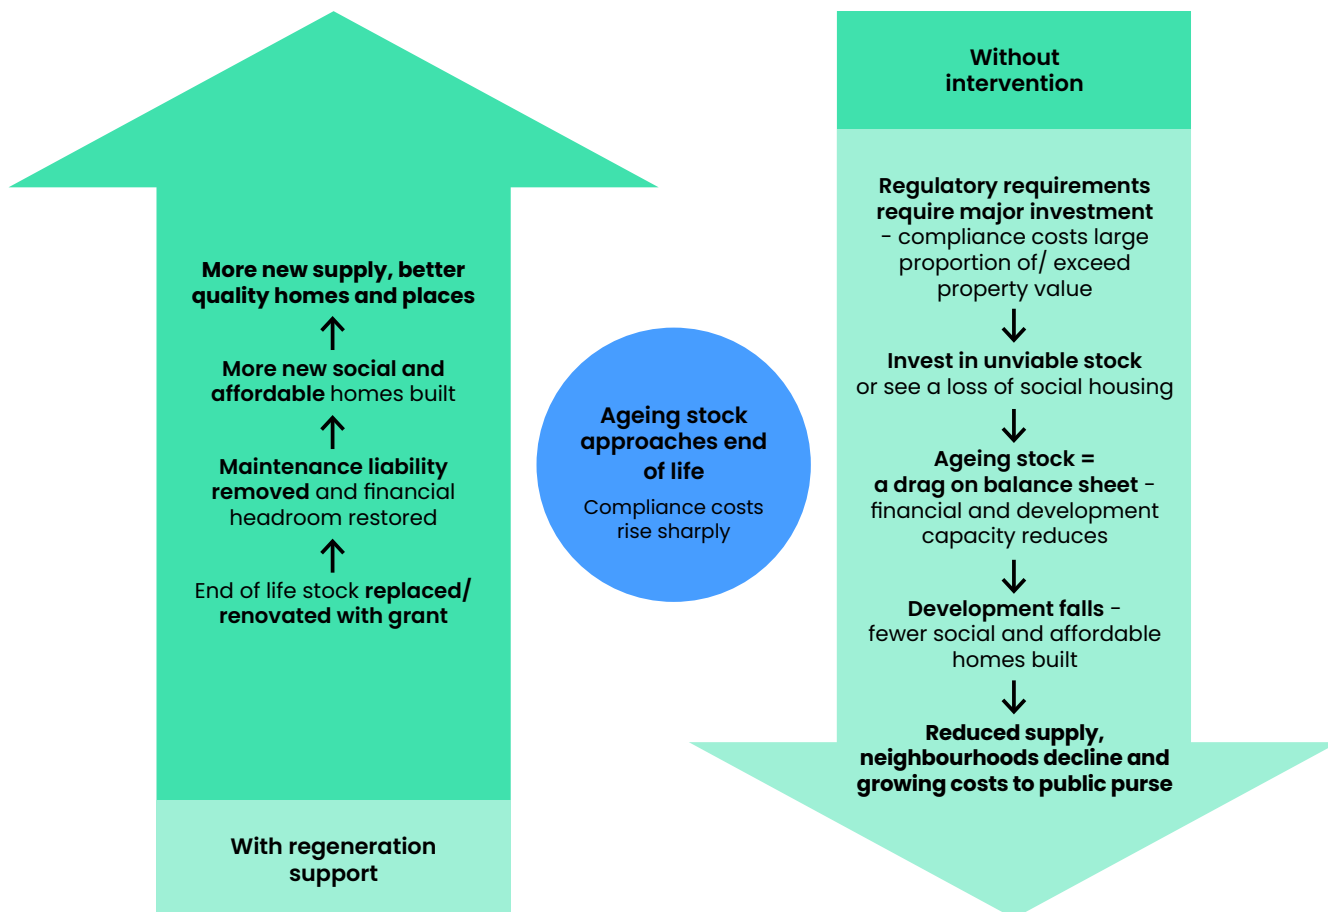 More new supply, better
quality homes and places
More new social and
affordable homes built
Maintenance liability
removed and financial
headroom restored
End of life stock replaced/
renovated with grant
With regeneration
support
Ageing stock
approaches end
of life
Compliance costs
rise sharply
Without
intervention
Regulatory requirements
require major investment
- compliance costs large
proportion of/ exceed
property value
Invest in unviable stock
or see a loss of social housing
Ageing stock =
a drag on balance sheet -
financial and development
capacity reduces
Development falls -
fewer social and affordable
homes built
Reduced supply,
neighbourhoods decline and
growing costs to public purse